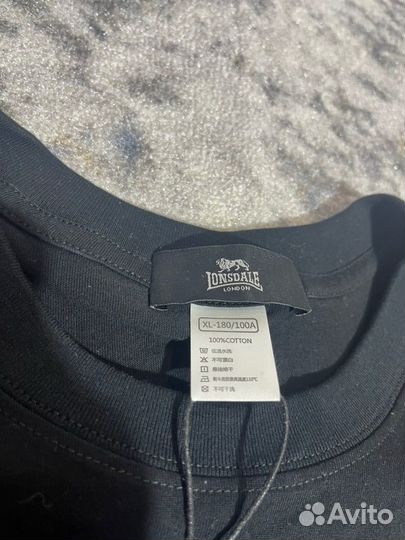 LONSDALE
LONDON
XL-180/100A
100%COTTON
低温水洗
不可漂白
悬挂晾干
熨斗底部最高温度110℃
不可干洗
Avito